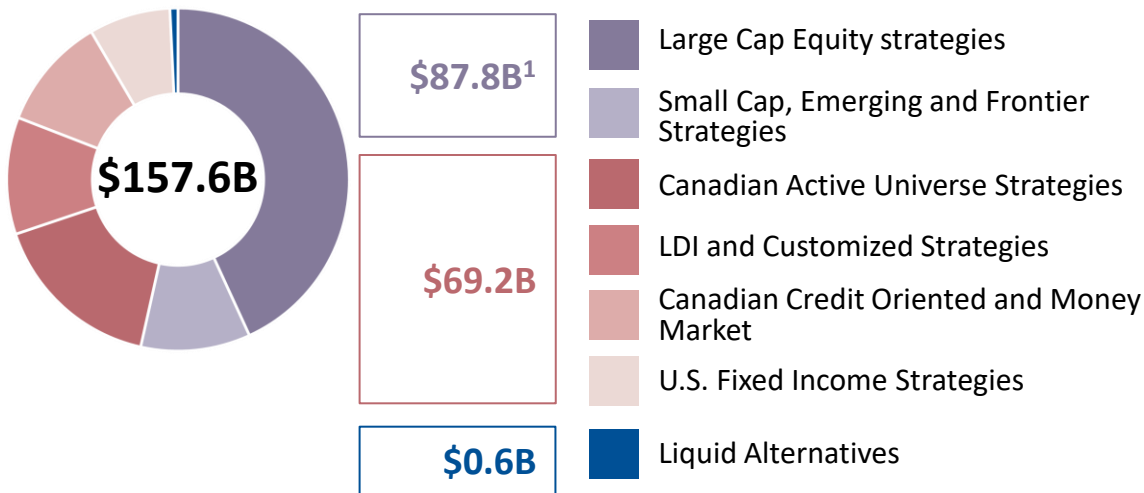 $157.6B
$87.8B¹
$69.2B
$0.6B
Large Cap Equity strategies
Small Cap, Emerging and Frontier
Strategies
Canadian Active Universe Strategies
LDI and Customized Strategies
Canadian Credit Oriented and Money
Market
U.S. Fixed Income Strategies
Liquid Alternatives